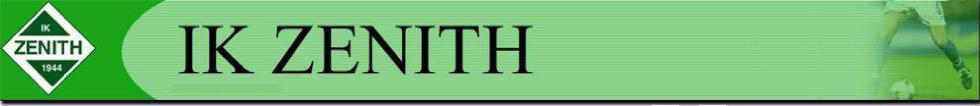 IK
ZENITH
1944
IK ZENITH